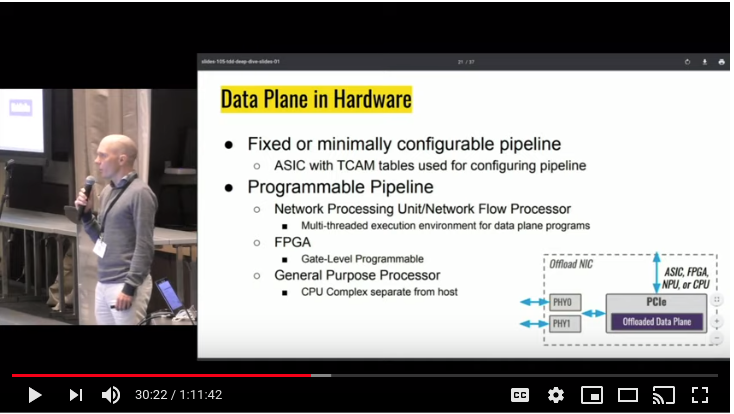 slides-105-tdd-deep-dive-slides-01
21 / 37
Data Plane in Hardware
● Fixed or minimally configurable pipeline
○ ASIC with TCAM tables used for configuring pipeline
● Programmable Pipeline
○ Network Processing Unit/Network Flow Processor
■ Multi-threaded execution environment for data plane programs
○ FPGA
■ Gate-Level Programmable
○ General Purpose Processor
■ CPU Complex separate from host
Offload NIC
ASIC, FPGA,
NPU, or CPU
PHY0
PHY1
PCIe
Offloaded Data Plane
30:22 / 1:11:42
CC